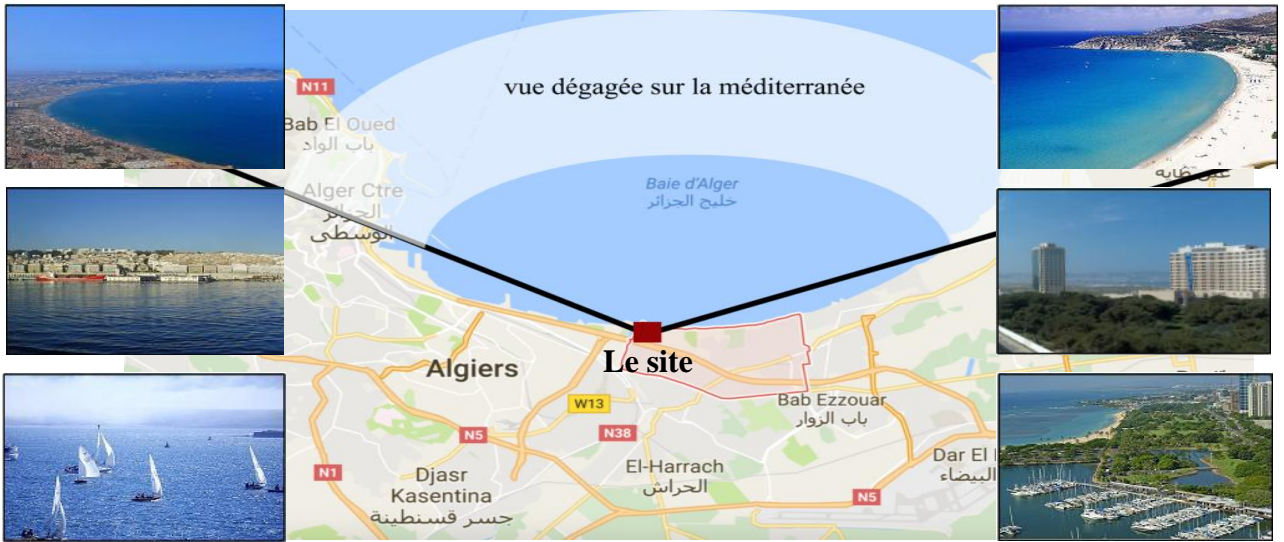 N11
vue dégagée sur la méditerranée
Bab El Oued
باب الواد
عين طاية
Baie d'Alger
خليج الجزائر
Alger Ctre
الجزائر
الوسطى
Le site
Algiers
W13
Bab Ezzouar
باب الزوار
N5
N38
Dar El
البيضاء
El-Harrach
الحراش
N1
Djasr
Kasentina
جسر قسنطينة
N5